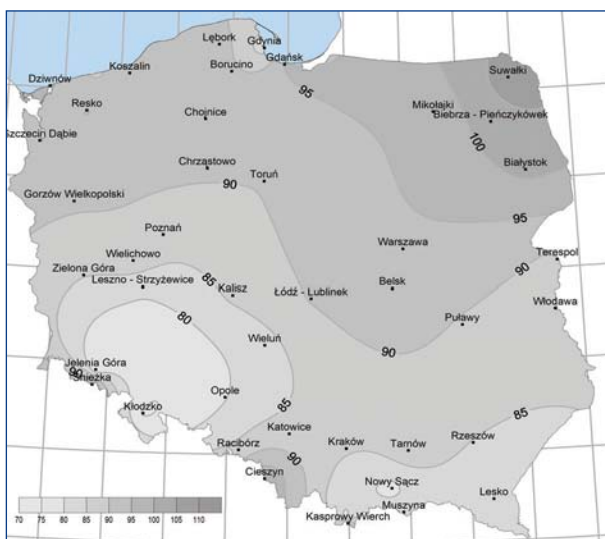 Lębork
Gdynia
Gdańsk
Koszalin
Borucino
Dziwnów
Suwałki
95
Resko
Chojnice
Mikołajki
Biebrza - Pieńczykówek
Szczecin Dąbie
100
Chrząstowo
Toruń
Białystok
90
Gorzów Wielkopolski
95
Poznań
Warszawa
Wielichowo
Terespol
Zielona Góra
85
90
Leszno - Strzyżewice
Kalisz
Łódź - Lublinek
Belsk
Włodawa
80
Puławy
Wieluń
90
Jelenia Góra
90
Śnieżka
Opole
Kłodzko
85
85
Katowice
Racibórz
Kraków
Tarnów
Rzeszów
90
Cieszyn
Nowy Sącz
Lesko
Muszyna
Kasprowy Wierch
70 75 80 85 90 95 100 105 110